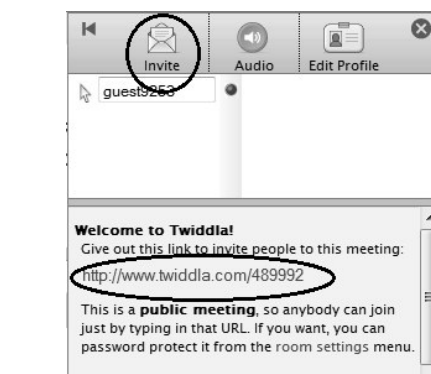 Invite
Audio
Edit Profile
guest9253
Welcome to Twiddla!
Give out this link to invite people to this meeting:
http://www.twiddla.com/489992
This is a public meeting, so anybody can join
just by typing in that URL. If you want, you can
password protect it from the room settings menu.